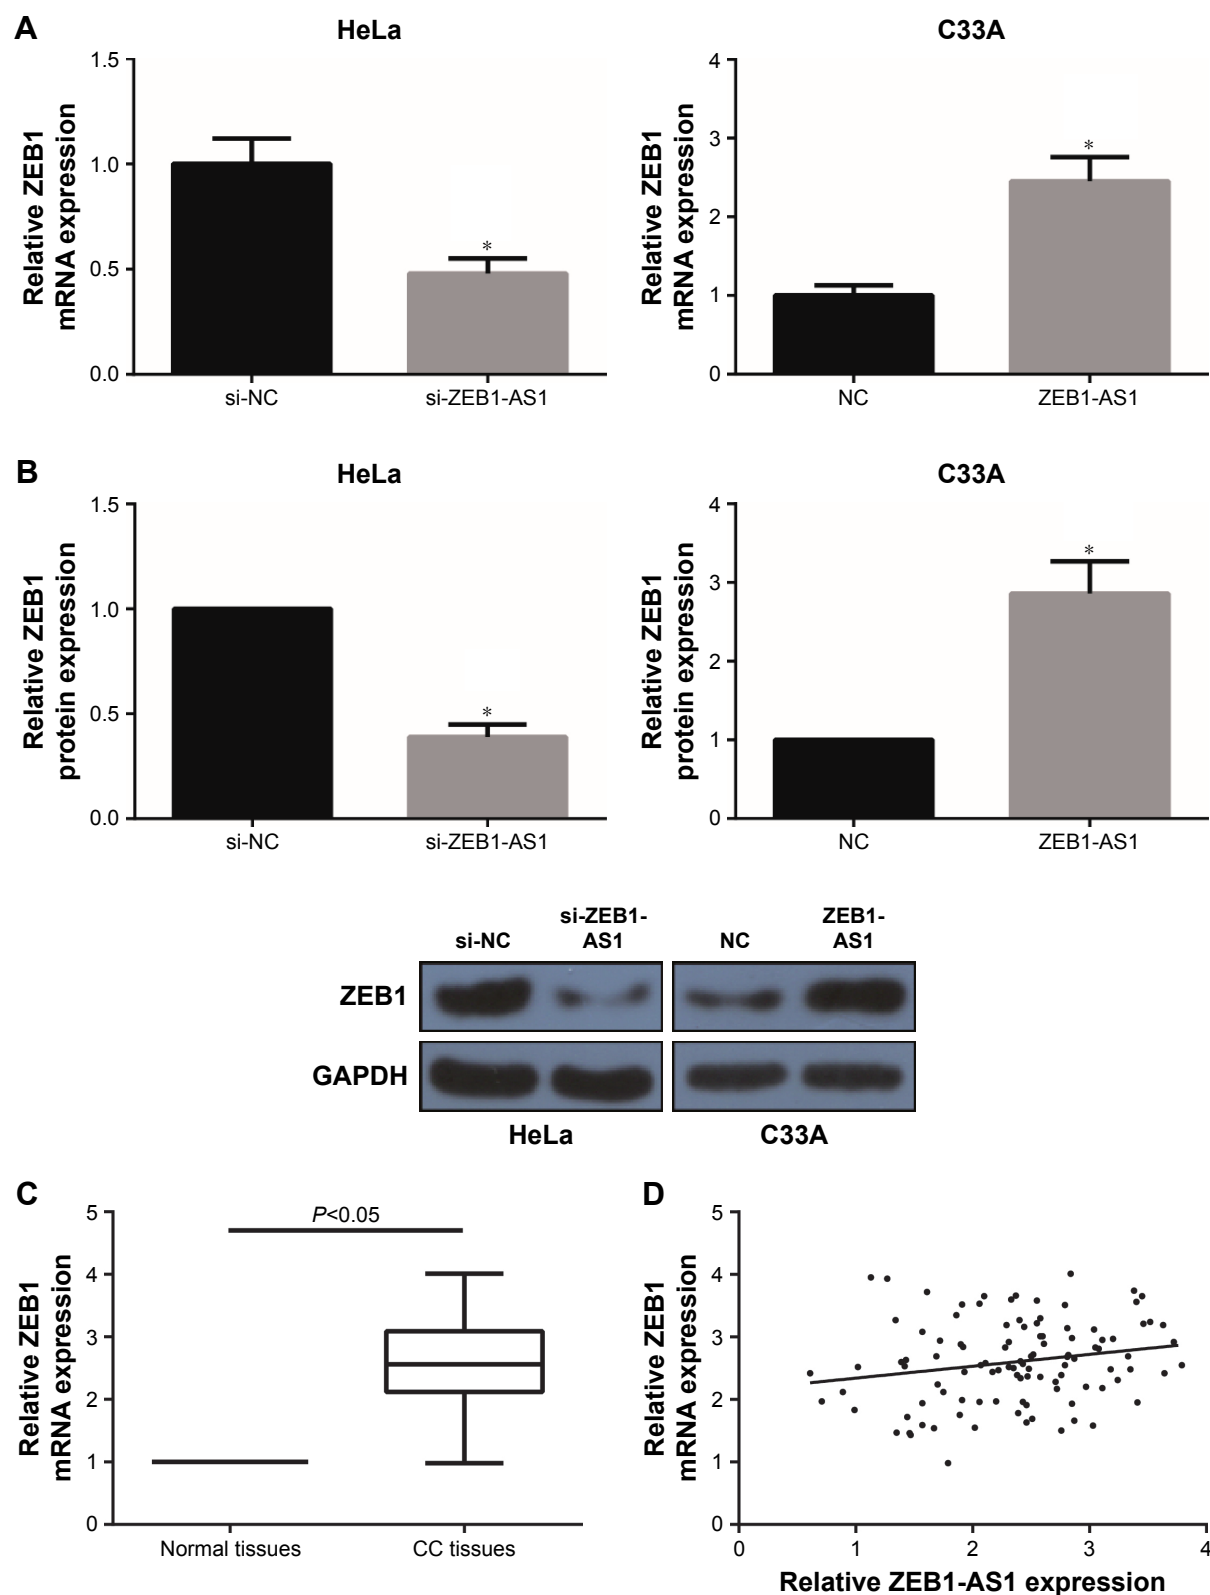 A
HeLa
C33A
Relative ZEB1
mRNA expression
1.5
1.0
0.5
0.0
*
si-NC
si-ZEB1-AS1
Relative ZEB1
mRNA expression
4
3
2
1
0
*
NC
ZEB1-AS1
B
HeLa
C33A
Relative ZEB1
protein expression
1.5
1.0
0.5
0.0
*
si-NC
si-ZEB1-AS1
Relative ZEB1
protein expression
4
3
2
1
0
*
NC
ZEB1-AS1
si-NC
si-ZEB1-
AS1
NC
ZEB1-
AS1
ZEB1
GAPDH
HeLa
C33A
C
Relative ZEB1
mRNA expression
5
4
3
2
1
0
P<0.05
Normal tissues
CC tissues
D
Relative ZEB1
mRNA expression
5
4
3
2
1
0
0 1 2 3 4
Relative ZEB1-AS1 expression